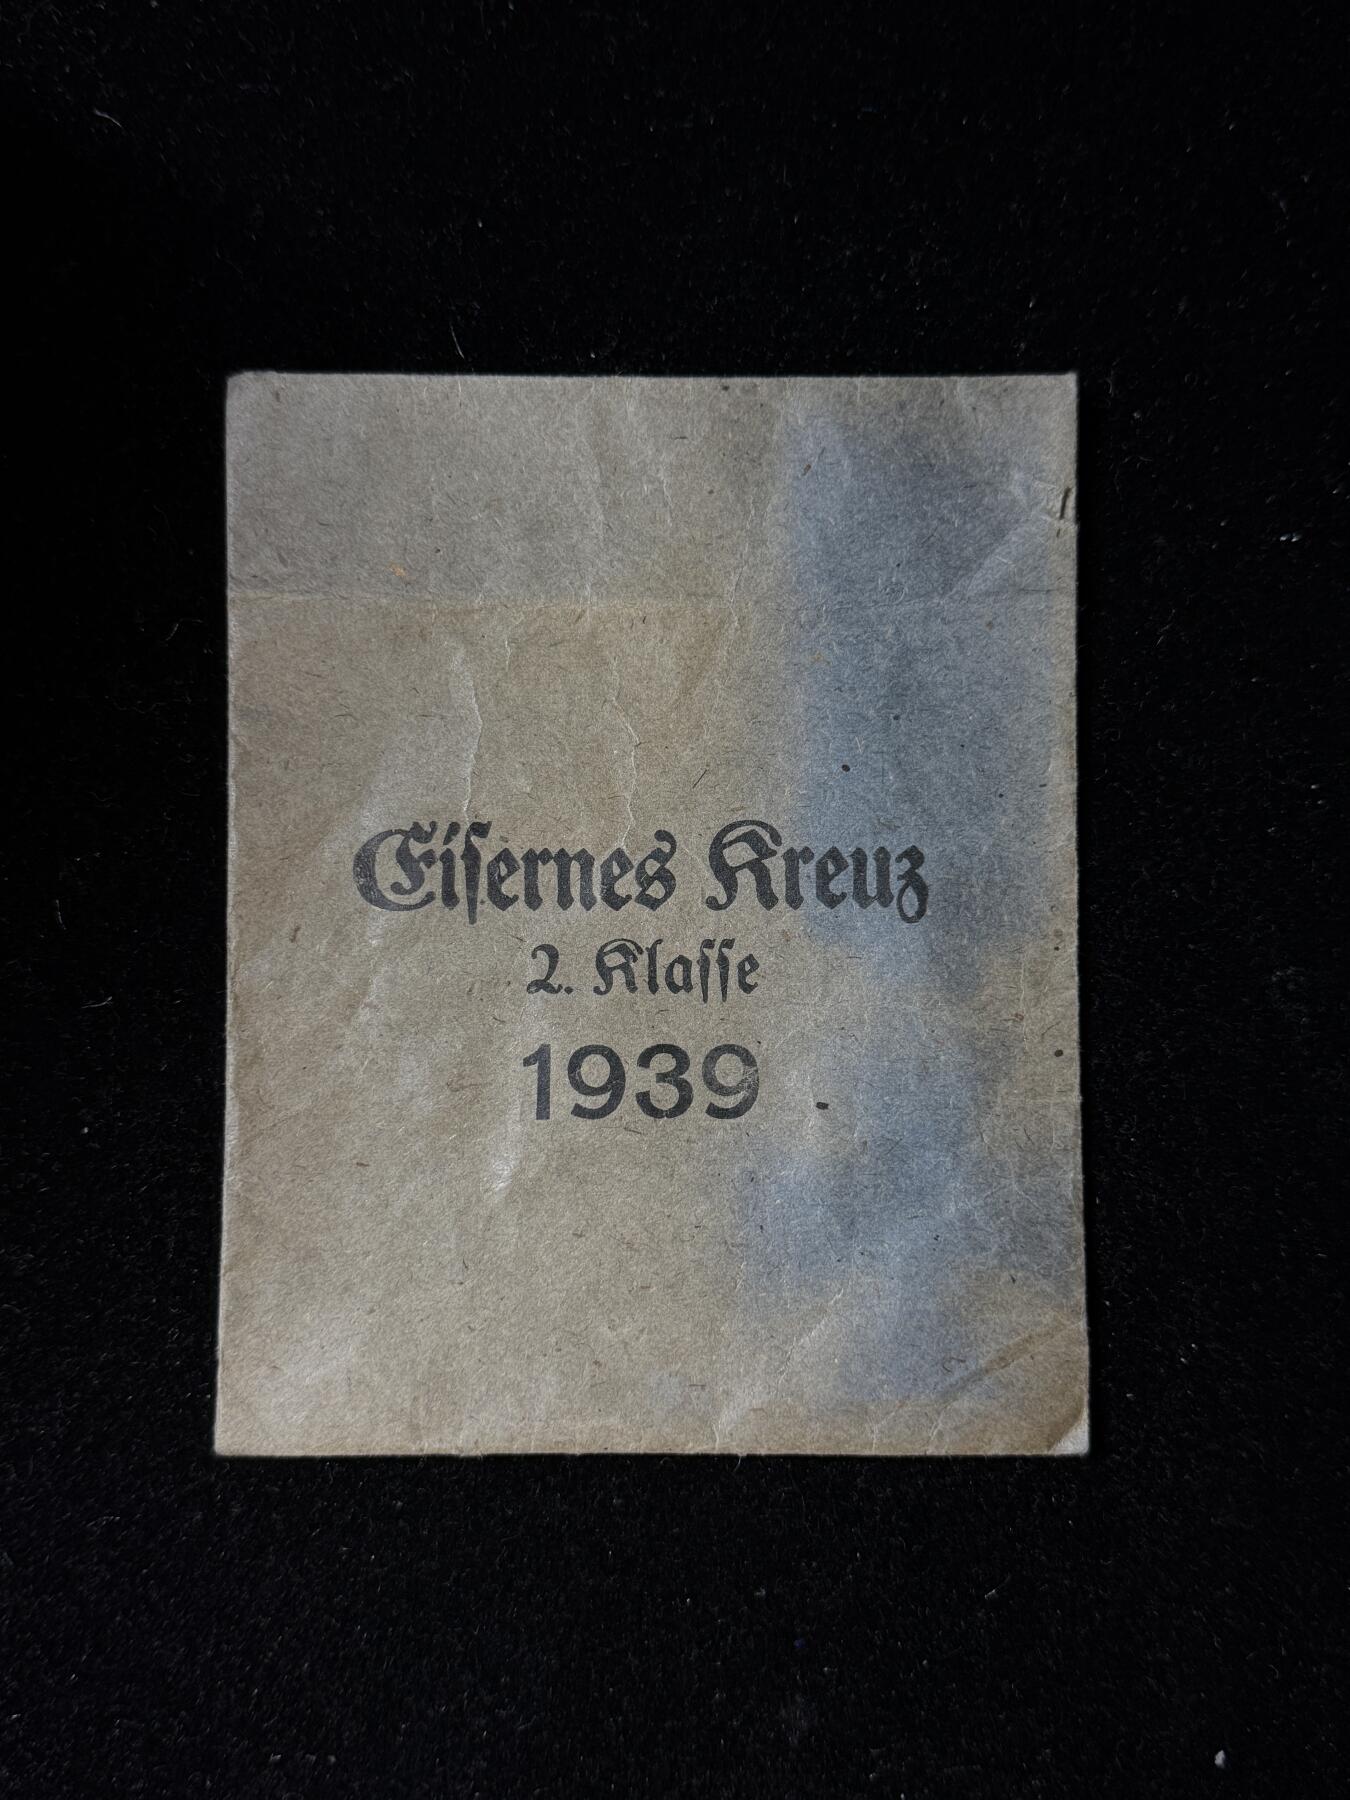 Eiſernes Kreuz
2. Klaſſe
1939